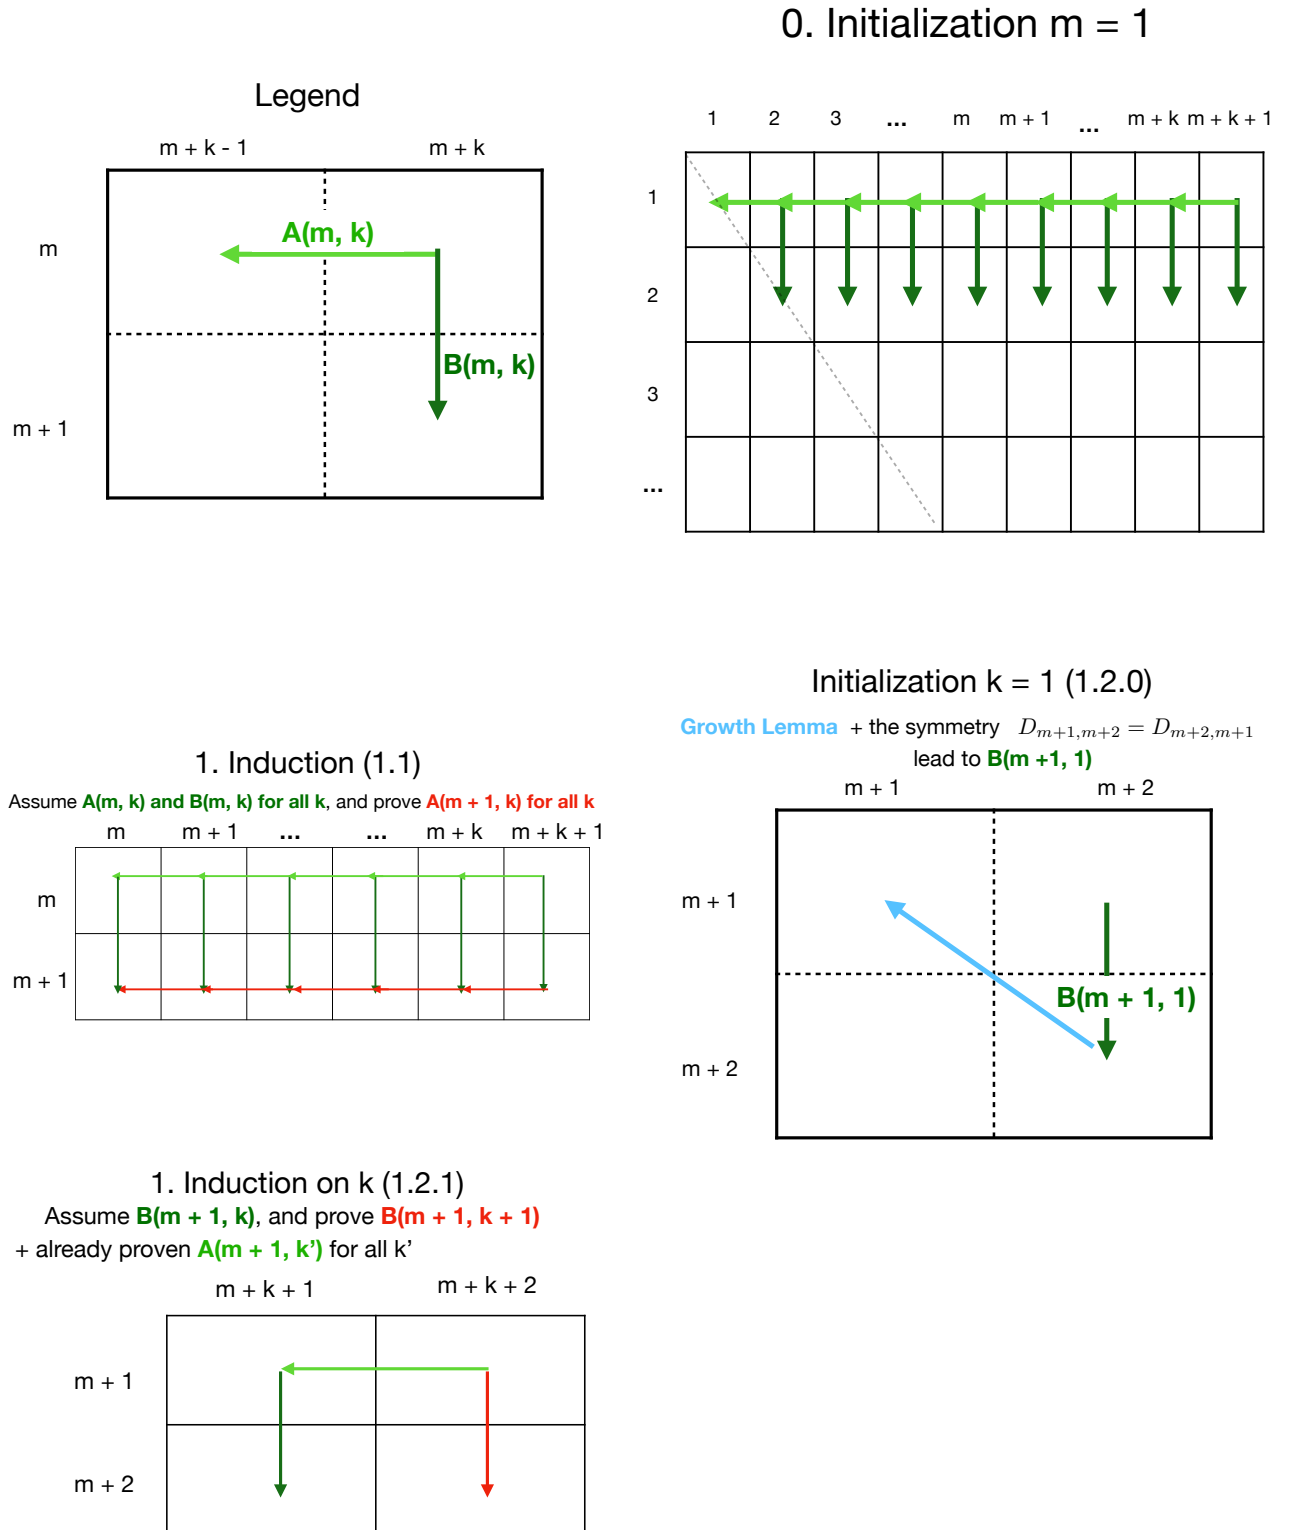 0. Initialization m = 1
Legend
m + k - 1 m + k
m
A(m, k)
B(m, k)
m + 1
1 2 3 ... m m + 1 ... m + k m + k + 1
1
2
3
...
1. Induction (1.1)
Assume A(m, k) and B(m, k) for all k, and prove A(m + 1, k) for all k
m m + 1 ... ... m + k m + k + 1
m
m + 1
Initialization k = 1 (1.2.0)
Growth Lemma + the symmetry D_{m+1,m+2} = D_{m+2,m+1}
lead to B(m +1, 1)
m + 1 m + 2
m + 1
B(m + 1, 1)
m + 2
1. Induction on k (1.2.1)
Assume B(m + 1, k), and prove B(m + 1, k + 1)
+ already proven A(m + 1, k’) for all k’
m + k + 1 m + k + 2
m + 1
m + 2